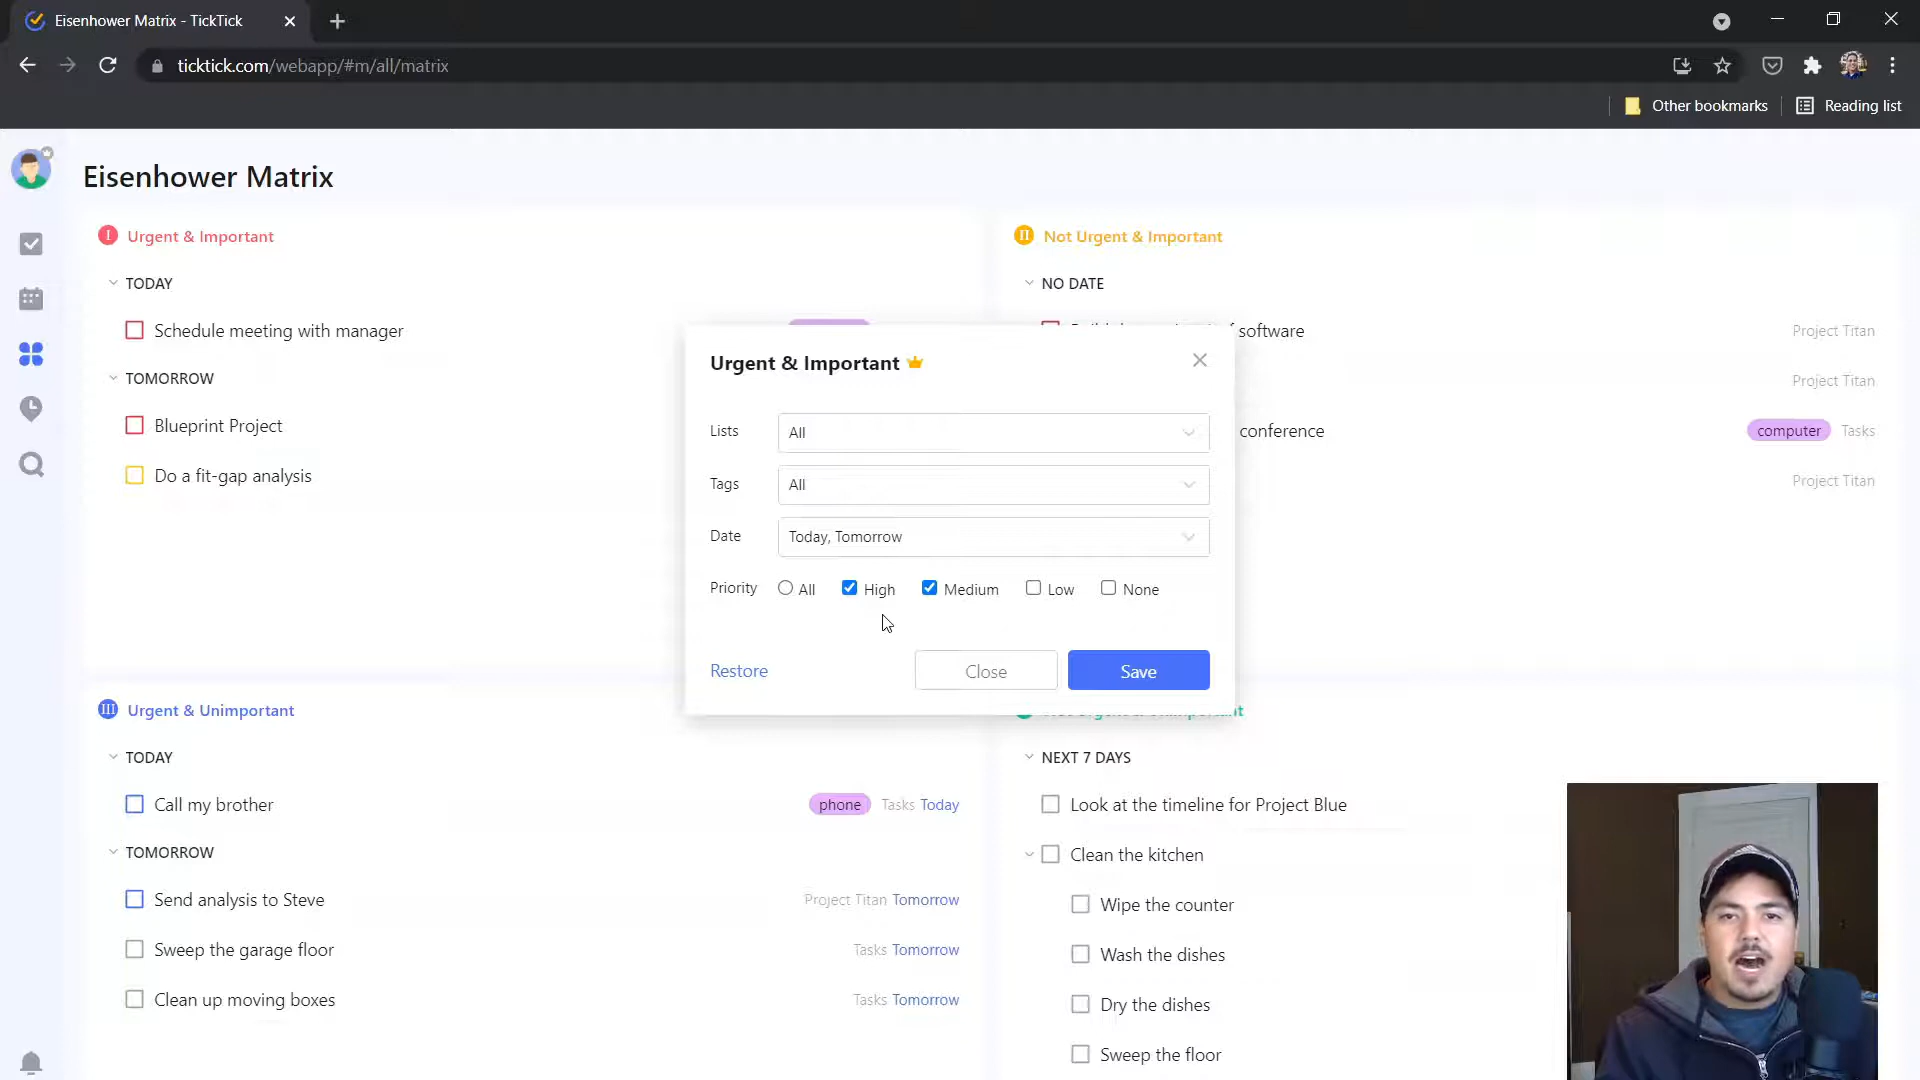 Eisenhower Matrix - TickTick
ticktick.com/webapp/#m/all/matrix
Other bookmarks
Reading list
Eisenhower Matrix
Urgent & Important
TODAY
Schedule meeting with manager
TOMORROW
Blueprint Project
Do a fit-gap analysis
II Not Urgent & Important
NO DATE
software Project Titan
Project Titan
conference computer Tasks
Project Titan
Urgent & Important
Lists All
Tags All
Date Today, Tomorrow
Priority All High Medium Low None
Restore Close Save
III Urgent & Unimportant
TODAY
Call my brother phone Tasks Today
TOMORROW
Send analysis to Steve Project Titan Tomorrow
Sweep the garage floor Tasks Tomorrow
Clean up moving boxes Tasks Tomorrow
NEXT 7 DAYS
Look at the timeline for Project Blue
Clean the kitchen
Wipe the counter
Wash the dishes
Dry the dishes
Sweep the floor